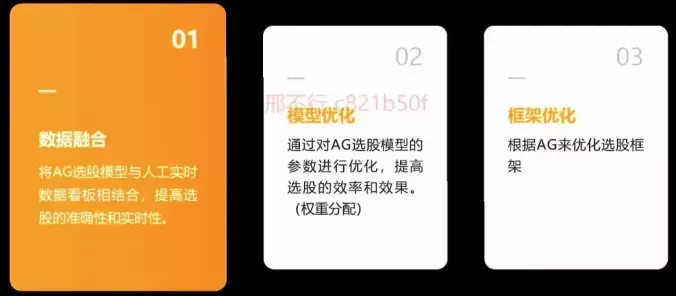 01
数据融合
将AG选股模型与人工实时
数据看板相结合，提高选
股的准确性和实时性。
02
邢不行 c821b50f
模型优化
通过对AG选股模型的
参数进行优化，提高
选股的效率和效果。
（权重分配）
03
框架优化
根据AG来优化选股框
架